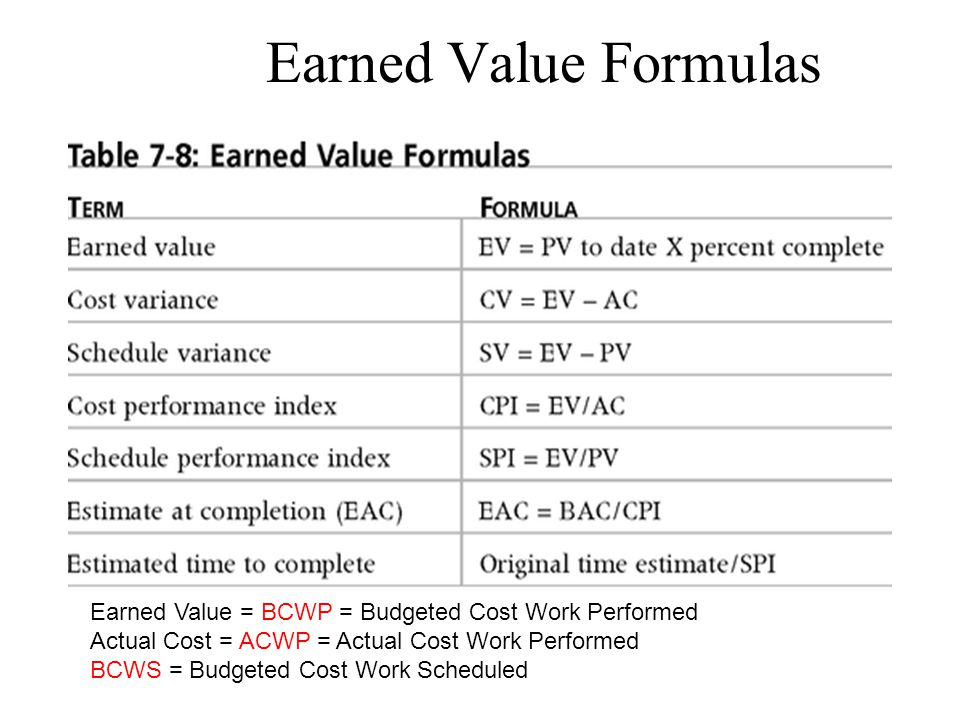 Earned Value Formulas
Table 7-8: Earned Value Formulas
TERM FORMULA
Earned value EV = PV to date X percent complete
Cost variance CV = EV – AC
Schedule variance SV = EV – PV
Cost performance index CPI = EV/AC
Schedule performance index SPI = EV/PV
Estimate at completion (EAC) EAC = BAC/CPI
Estimated time to complete Original time estimate/SPI
Earned Value = BCWP = Budgeted Cost Work Performed
Actual Cost = ACWP = Actual Cost Work Performed
BCWS = Budgeted Cost Work Scheduled